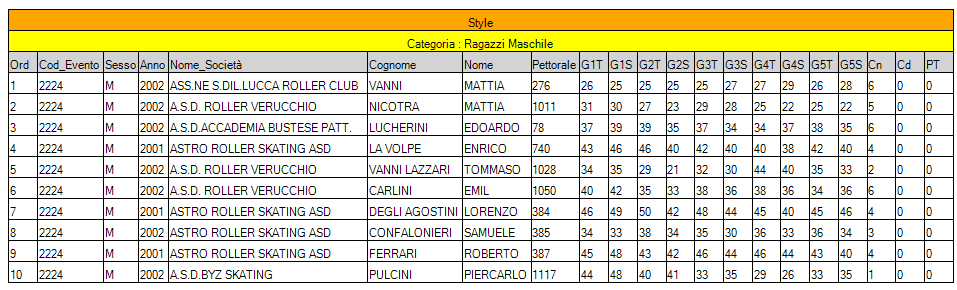 Style
Categoria : Ragazzi Maschile
Ord Cod_Evento Sesso Anno Nome_Società Cognome Nome Pettorale G1T G1S G2T G2S G3T G3S G4T G4S G5T G5S Cn Cd PT
1 2224 M 2002 ASS.NE S.DIL.LUCCA ROLLER CLUB VANNI MATTIA 276 26 25 25 25 25 27 27 29 26 28 6 0 0
2 2224 M 2002 A.S.D. ROLLER VERUCCHIO NICOTRA MATTIA 1011 31 30 27 23 29 28 25 22 25 22 5 0 0
3 2224 M 2002 A.S.D.ACCADEMIA BUSTESE PATT. LUCHERINI EDOARDO 78 37 39 39 35 37 34 34 37 38 35 6 0 0
4 2224 M 2001 ASTRO ROLLER SKATING ASD LA VOLPE ENRICO 740 43 46 46 40 42 40 40 38 42 40 4 0 0
5 2224 M 2002 A.S.D. ROLLER VERUCCHIO VANNI LAZZARI TOMMASO 1028 34 35 29 21 32 30 44 40 35 33 2 0 0
6 2224 M 2002 A.S.D. ROLLER VERUCCHIO CARLINI EMIL 1050 40 42 35 33 38 36 38 36 34 36 6 0 0
7 2224 M 2001 ASTRO ROLLER SKATING ASD DEGLI AGOSTINI LORENZO 384 46 49 50 42 48 44 45 40 45 46 4 0 0
8 2224 M 2002 ASTRO ROLLER SKATING ASD CONFALONIERI SAMUELE 385 34 33 38 34 35 30 36 33 36 34 3 0 0
9 2224 M 2001 ASTRO ROLLER SKATING ASD FERRARI ROBERTO 387 45 48 43 42 46 44 46 44 43 40 4 0 0
10 2224 M 2002 A.S.D.BYZ SKATING PULCINI PIERCARLO 1117 44 48 40 41 33 35 29 26 33 35 1 0 0